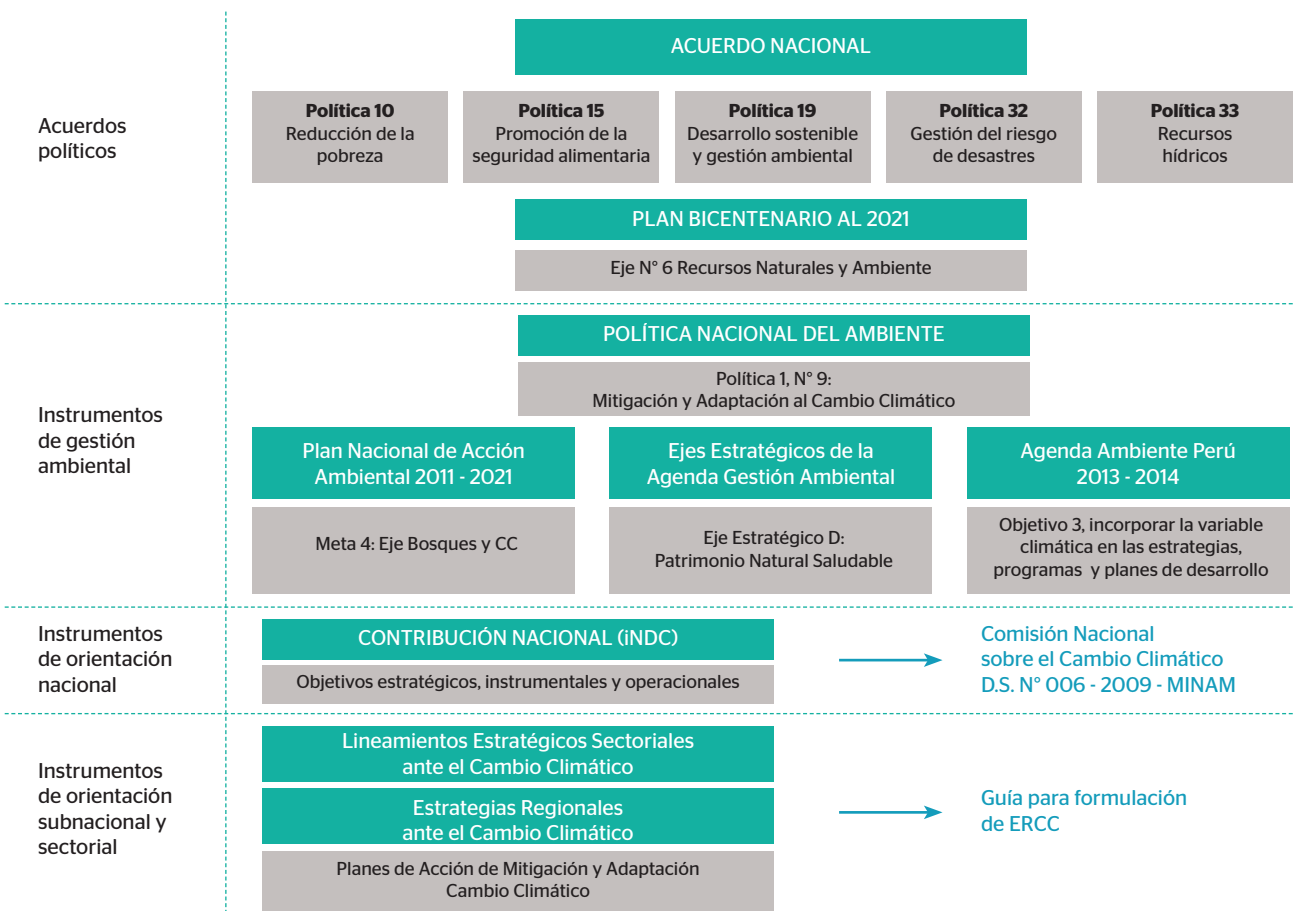 Acuerdos
políticos
ACUERDO NACIONAL
Política 10
Reducción de la
pobreza
Política 15
Promoción de la
seguridad alimentaria
Política 19
Desarrollo sostenible
y gestión ambiental
Política 32
Gestión del riesgo
de desastres
Política 33
Recursos
hídricos
PLAN BICENTENARIO AL 2021
Eje N° 6 Recursos Naturales y Ambiente
Instrumentos
de gestión
ambiental
POLÍTICA NACIONAL DEL AMBIENTE
Política 1, N° 9:
Mitigación y Adaptación al Cambio Climático
Plan Nacional de Acción
Ambiental 2011 - 2021
Meta 4: Eje Bosques y CC
Ejes Estratégicos de la
Agenda Gestión Ambiental
Eje Estratégico D:
Patrimonio Natural Saludable
Agenda Ambiente Perú
2013 - 2014
Objetivo 3, incorporar la variable
climática en las estrategias,
programas y planes de desarrollo
Instrumentos
de orientación
nacional
CONTRIBUCIÓN NACIONAL (iNDC)
Objetivos estratégicos, instrumentales y operacionales
Comisión Nacional
sobre el Cambio Climático
D.S. N° 006 - 2009 - MINAM
Instrumentos
de orientación
subnacional y
sectorial
Lineamientos Estratégicos Sectoriales
ante el Cambio Climático
Estrategias Regionales
ante el Cambio Climático
Planes de Acción de Mitigación y Adaptación
Cambio Climático
Guía para formulación
de ERCC